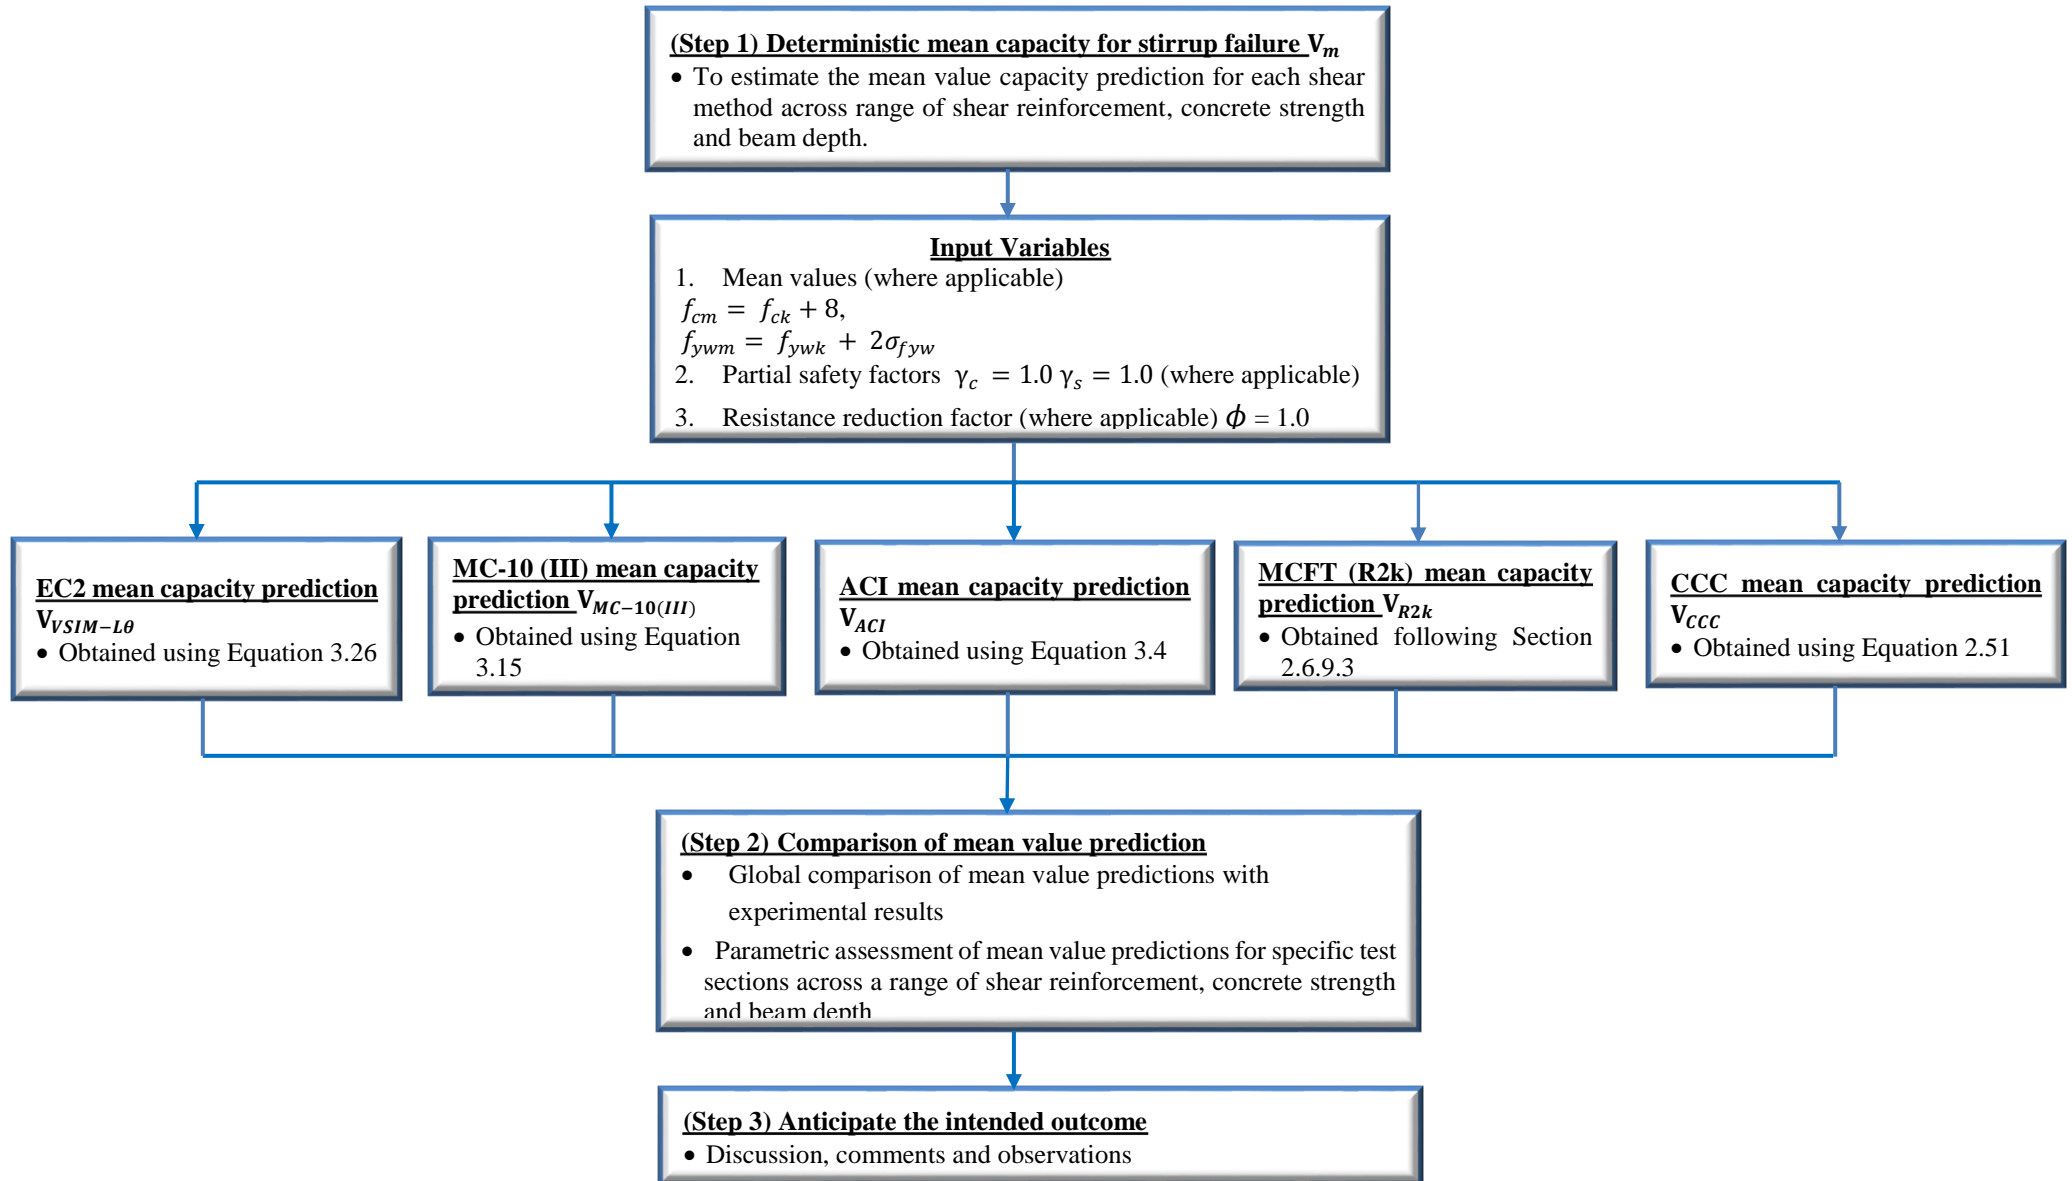 (Step 1) Deterministic mean capacity for stirrup failure V_m
• To estimate the mean value capacity prediction for each shear
method across range of shear reinforcement, concrete strength
and beam depth.
Input Variables
1. Mean values (where applicable)
f_cm = f_ck + 8,
f_ywm = f_ywk + 2σ_fyw
2. Partial safety factors γ_c = 1.0 γ_s = 1.0 (where applicable)
3. Resistance reduction factor (where applicable) ϕ = 1.0
EC2 mean capacity prediction
V_VSIM−Lθ
• Obtained using Equation 3.26
MC-10 (III) mean capacity
prediction V_MC−10(III)
• Obtained using Equation
3.15
ACI mean capacity prediction
V_ACI
• Obtained using Equation 3.4
MCFT (R2k) mean capacity
prediction V_R2k
• Obtained following Section
2.6.9.3
CCC mean capacity prediction
V_CCC
• Obtained using Equation 2.51
(Step 2) Comparison of mean value prediction
• Global comparison of mean value predictions with
experimental results
• Parametric assessment of mean value predictions for specific test
sections across a range of shear reinforcement, concrete strength
and beam depth
(Step 3) Anticipate the intended outcome
• Discussion, comments and observations